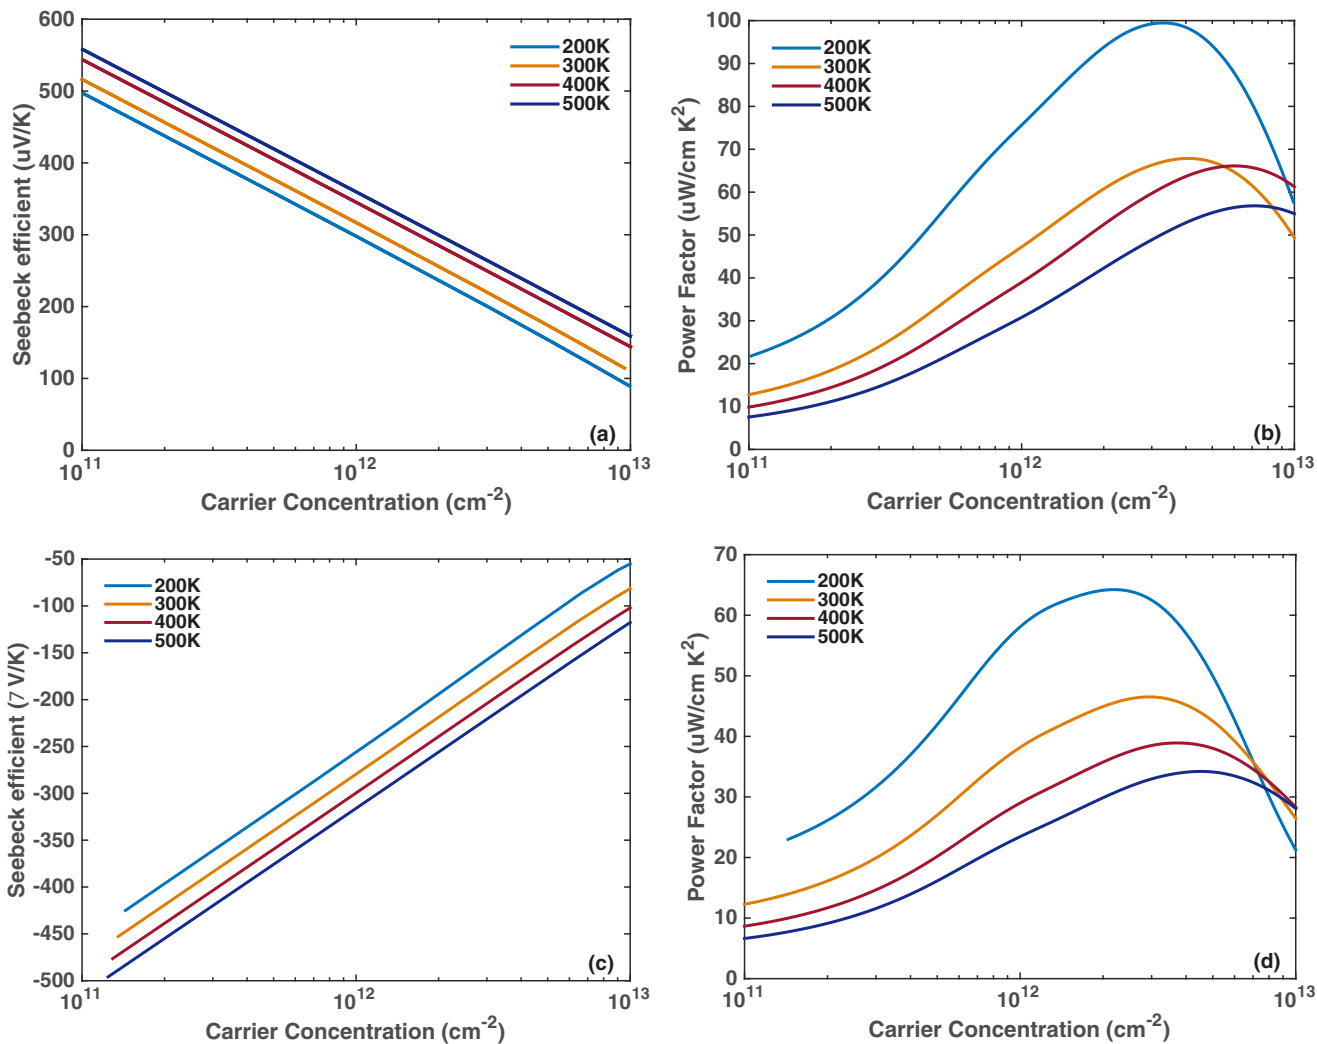 600
500
400
300
200
100
0
Seebeck efficient (uV/K)
200K
300K
400K
500K
(a)
10^11
10^12
10^13
Carrier Concentration (cm^-2)
100
90
80
70
60
50
40
30
20
10
0
Power Factor (uW/cm K^2)
200K
300K
400K
500K
(b)
10^11
10^12
10^13
Carrier Concentration (cm^-2)
-50
-100
-150
-200
-250
-300
-350
-400
-450
-500
Seebeck efficient (7 V/K)
200K
300K
400K
500K
(c)
10^11
10^12
10^13
Carrier Concentration (cm^-2)
70
60
50
40
30
20
10
0
Power Factor (uW/cm K^2)
200K
300K
400K
500K
(d)
10^11
10^12
10^13
Carrier Concentration (cm^-2)